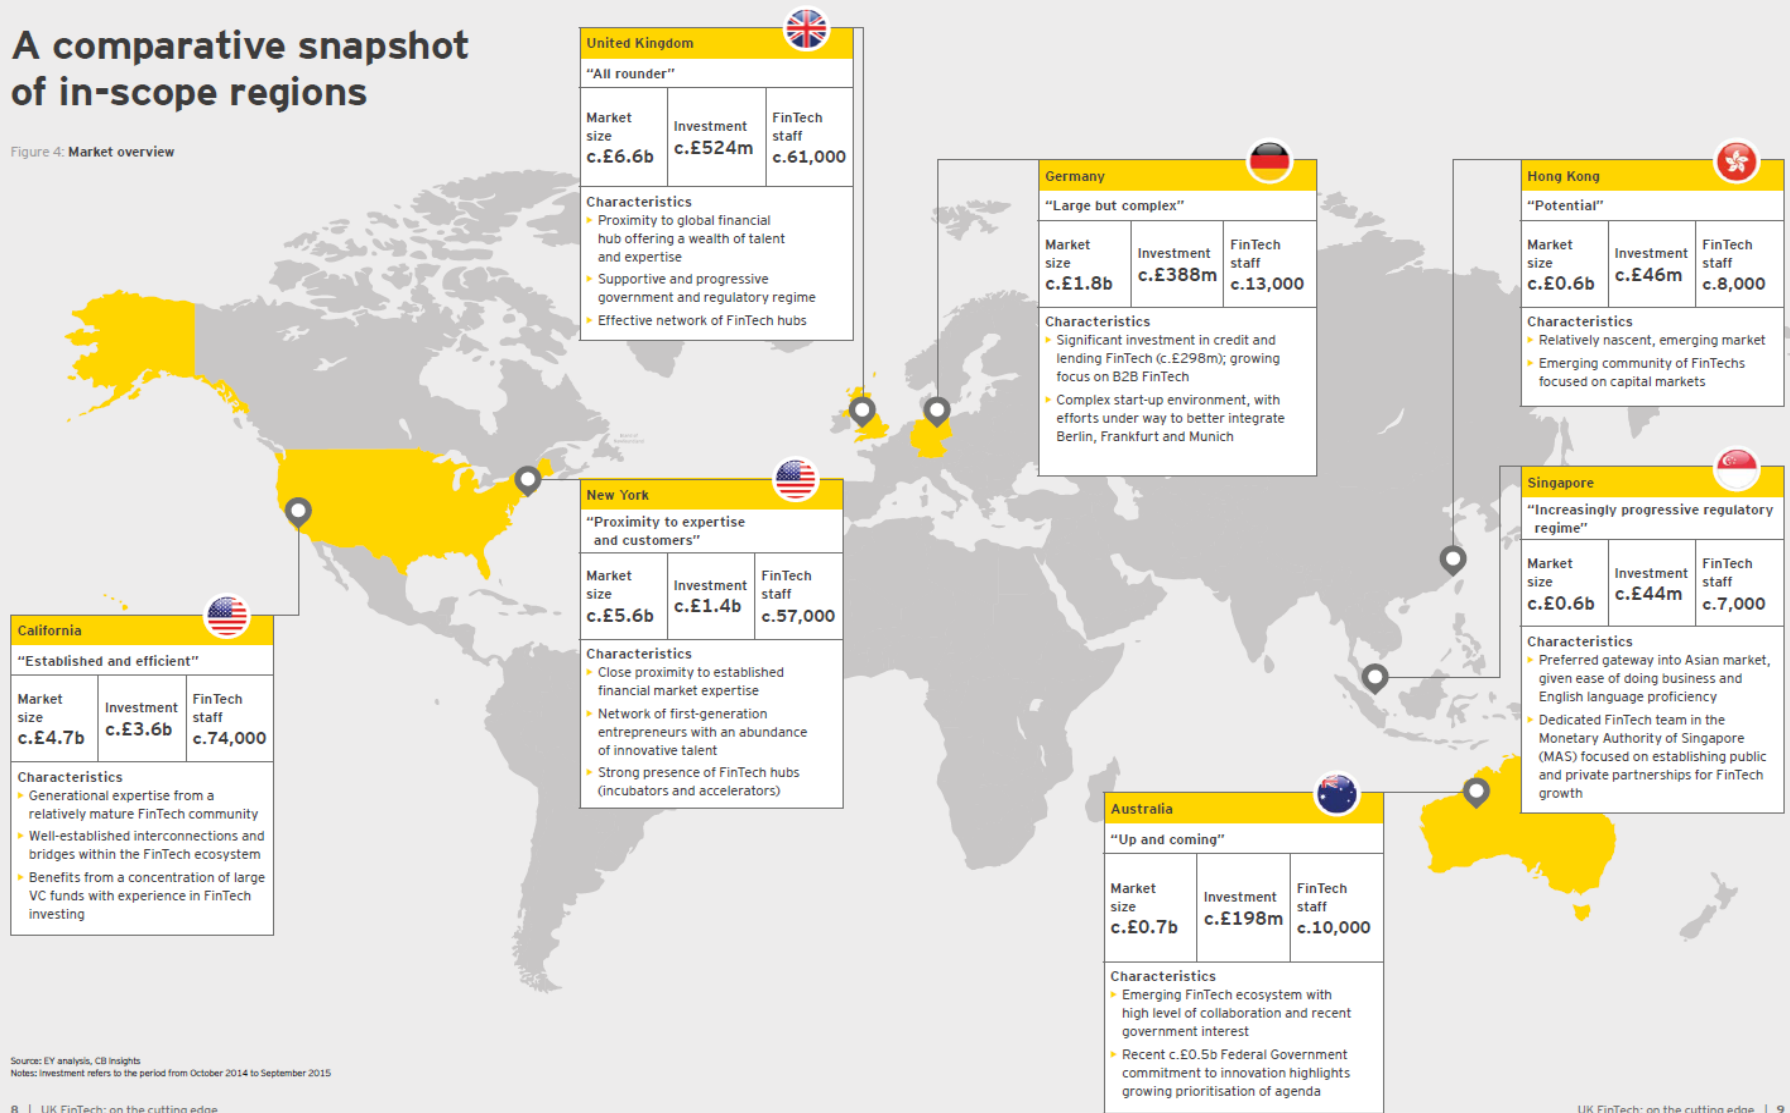 A comparative snapshot
of in-scope regions
Figure 4: Market overview
United Kingdom
“All rounder”
Market
size
c.£6.6b
Investment
c.£524m
FinTech
staff
c.61,000
Characteristics
Proximity to global financial
hub offering a wealth of talent
and expertise
Supportive and progressive
government and regulatory regime
Effective network of FinTech hubs
Germany
“Large but complex”
Market
size
c.£1.8b
Investment
c.£388m
FinTech
staff
c.13,000
Characteristics
Significant investment in credit and
lending FinTech (c.£298m); growing
focus on B2B FinTech
Complex start-up environment, with
efforts under way to better integrate
Berlin, Frankfurt and Munich
Hong Kong
“Potential”
Market
size
c.£0.6b
Investment
c.£46m
FinTech
staff
c.8,000
Characteristics
Relatively nascent, emerging market
Emerging community of FinTechs
focused on capital markets
New York
“Proximity to expertise
and customers”
Market
size
c.£5.6b
Investment
c.£1.4b
FinTech
staff
c.57,000
Characteristics
Close proximity to established
financial market expertise
Network of first-generation
entrepreneurs with an abundance
of innovative talent
Strong presence of FinTech hubs
(incubators and accelerators)
Singapore
“Increasingly progressive regulatory
regime”
Market
size
c.£0.6b
Investment
c.£44m
FinTech
staff
c.7,000
Characteristics
Preferred gateway into Asian market,
given ease of doing business and
English language proficiency
Dedicated FinTech team in the
Monetary Authority of Singapore
(MAS) focused on establishing public
and private partnerships for FinTech
growth
California
“Established and efficient”
Market
size
c.£4.7b
Investment
c.£3.6b
FinTech
staff
c.74,000
Characteristics
Generational expertise from a
relatively mature FinTech community
Well-established interconnections and
bridges within the FinTech ecosystem
Benefits from a concentration of large
VC funds with experience in FinTech
investing
Australia
“Up and coming”
Market
size
c.£0.7b
Investment
c.£198m
FinTech
staff
c.10,000
Characteristics
Emerging FinTech ecosystem with
high level of collaboration and recent
government interest
Recent c.£0.5b Federal Government
commitment to innovation highlights
growing prioritisation of agenda
Source: EY analysis, CB Insights
Notes: Investment refers to the period from October 2014 to September 2015
8 | UK FinTech: on the cutting edge
UK FinTech: on the cutting edge | 9